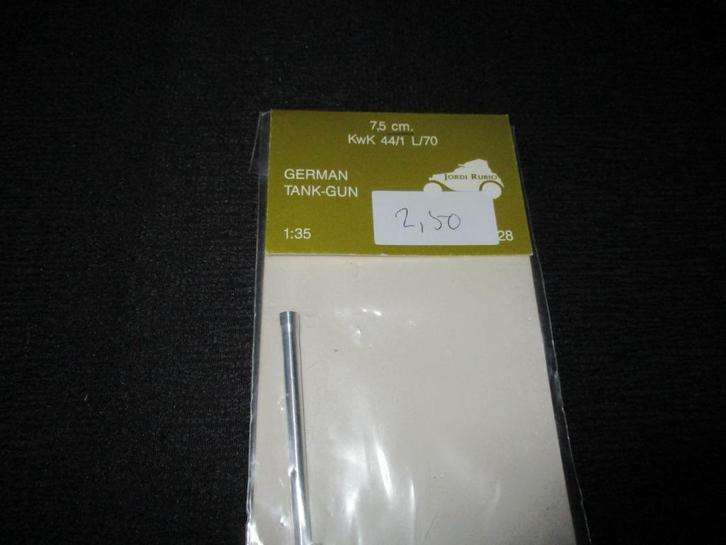 7,5 cm.
KwK 44/1 L/70
GERMAN
TANK-GUN
JORDI RUBIO
2,50
1:35
28